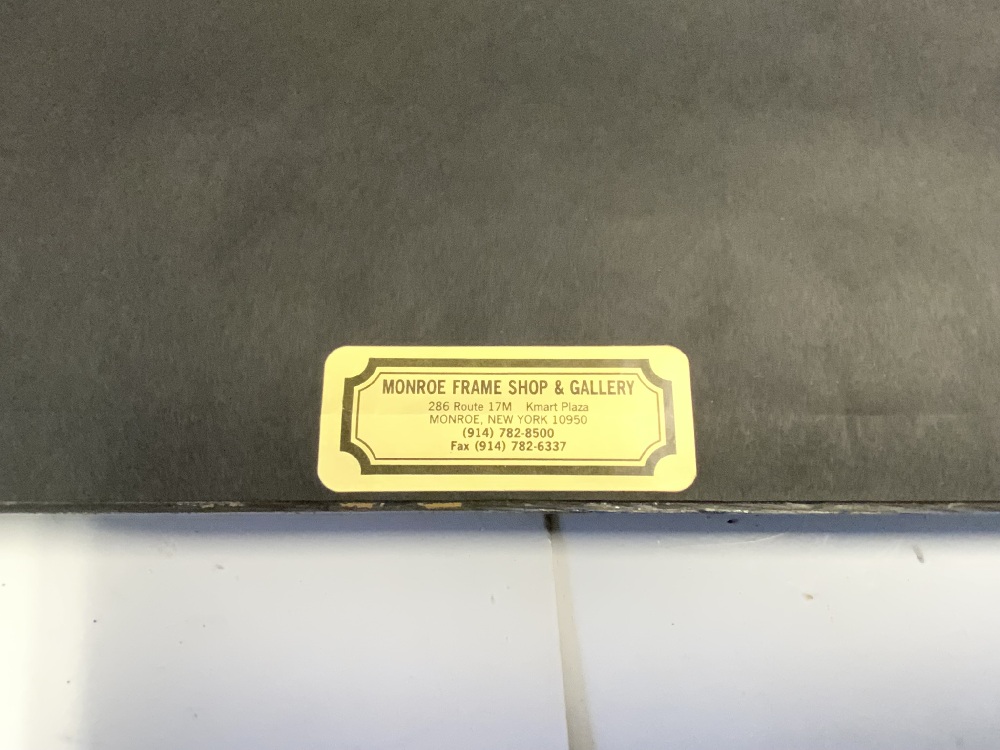 MONROE FRAME SHOP & GALLERY
286 Route 17M Kmart Plaza
MONROE, NEW YORK 10950
(914) 782-8500
Fax (914) 782-6337